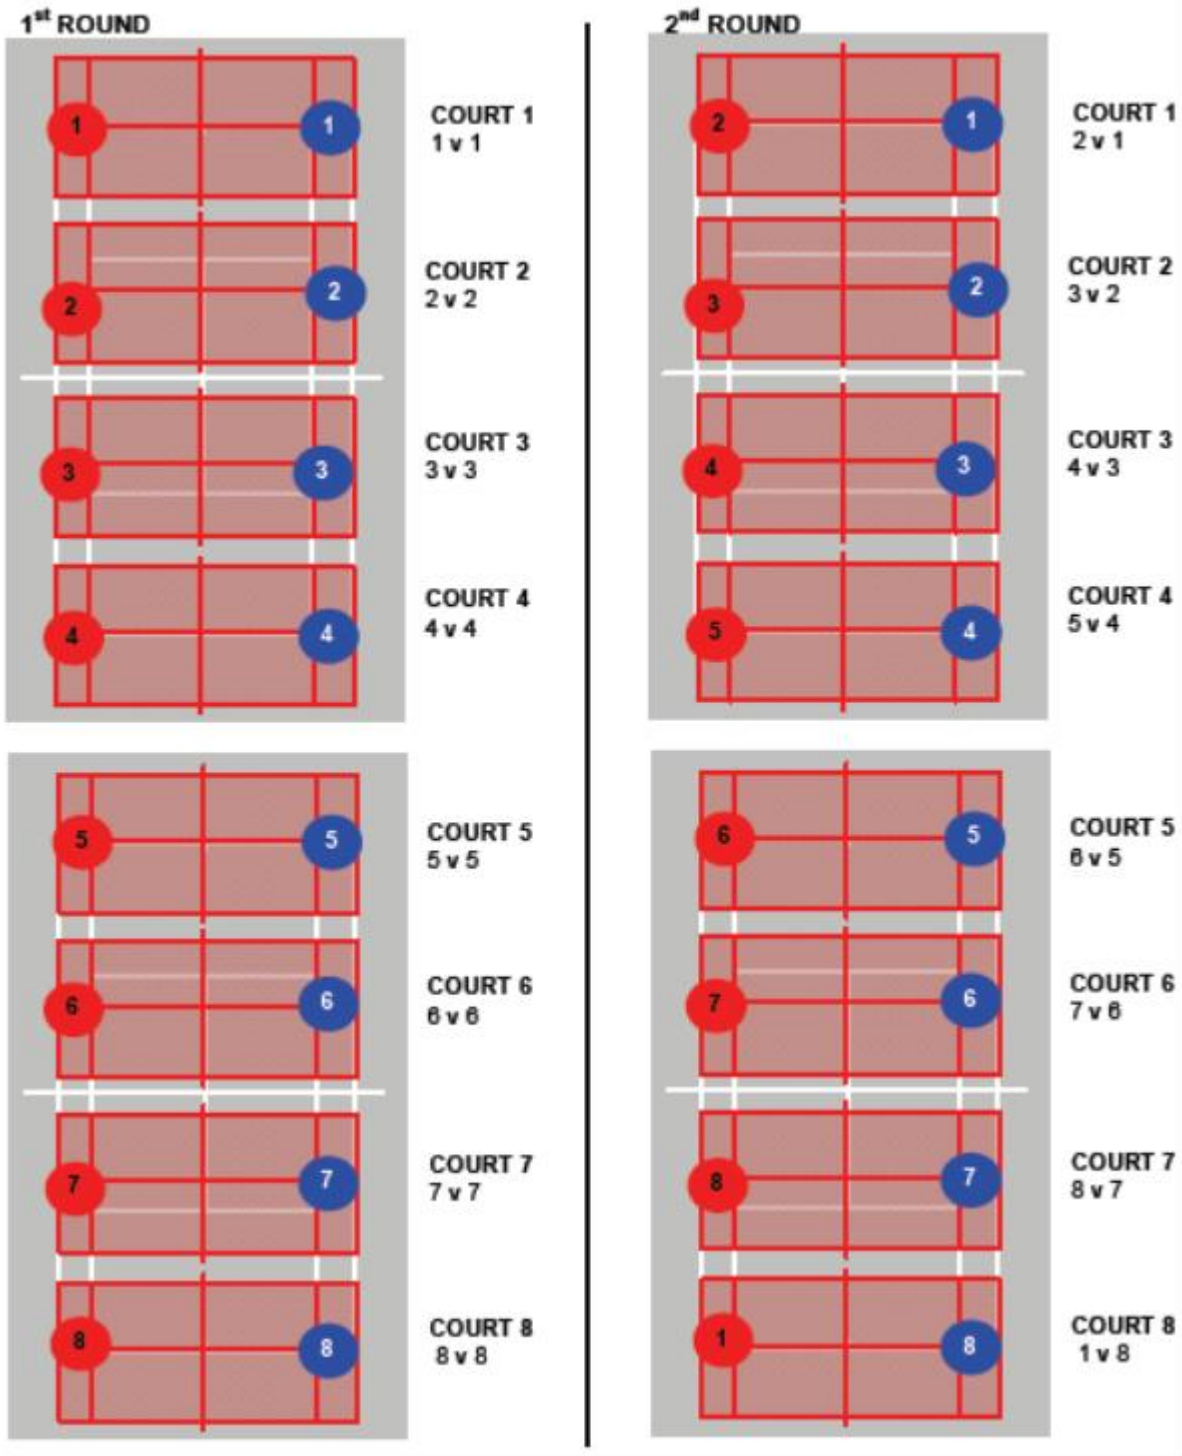 1st ROUND
1
1
COURT 1
1 v 1
2
2
COURT 2
2 v 2
3
3
COURT 3
3 v 3
4
4
COURT 4
4 v 4
5
5
COURT 5
5 v 5
6
6
COURT 6
6 v 6
7
7
COURT 7
7 v 7
8
8
COURT 8
8 v 8
2nd ROUND
2
1
COURT 1
2 v 1
3
2
COURT 2
3 v 2
4
3
COURT 3
4 v 3
5
4
COURT 4
5 v 4
6
5
COURT 5
6 v 5
7
6
COURT 6
7 v 6
8
7
COURT 7
8 v 7
1
8
COURT 8
1 v 8